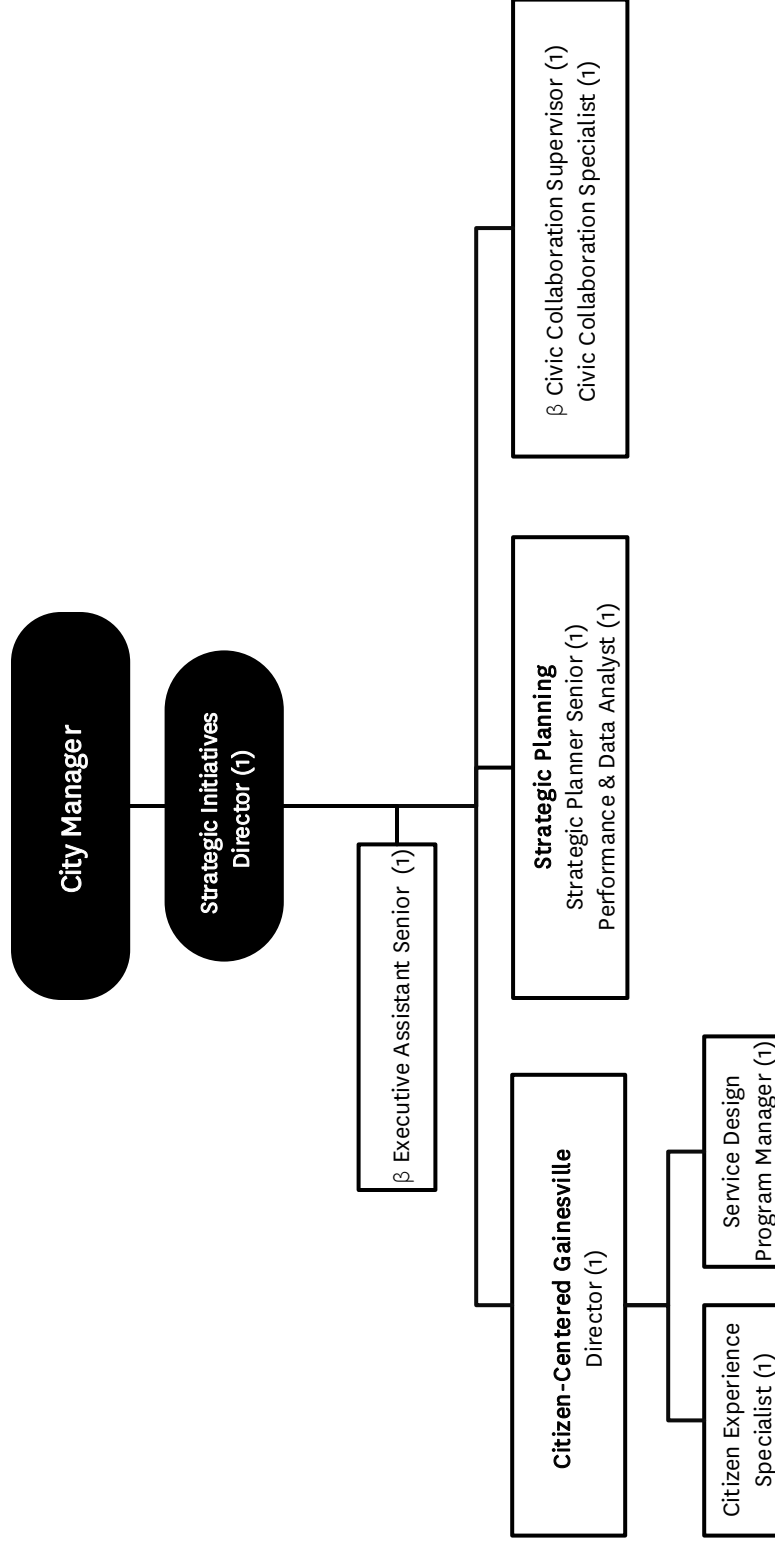 City Manager
Strategic Initiatives
Director (1)
β Executive Assistant Senior (1)
Citizen-Centered Gainesville
Director (1)
Strategic Planning
Strategic Planner Senior (1)
Performance & Data Analyst (1)
β Civic Collaboration Supervisor (1)
Civic Collaboration Specialist (1)
Citizen Experience
Specialist (1)
Service Design
Program Manager (1)